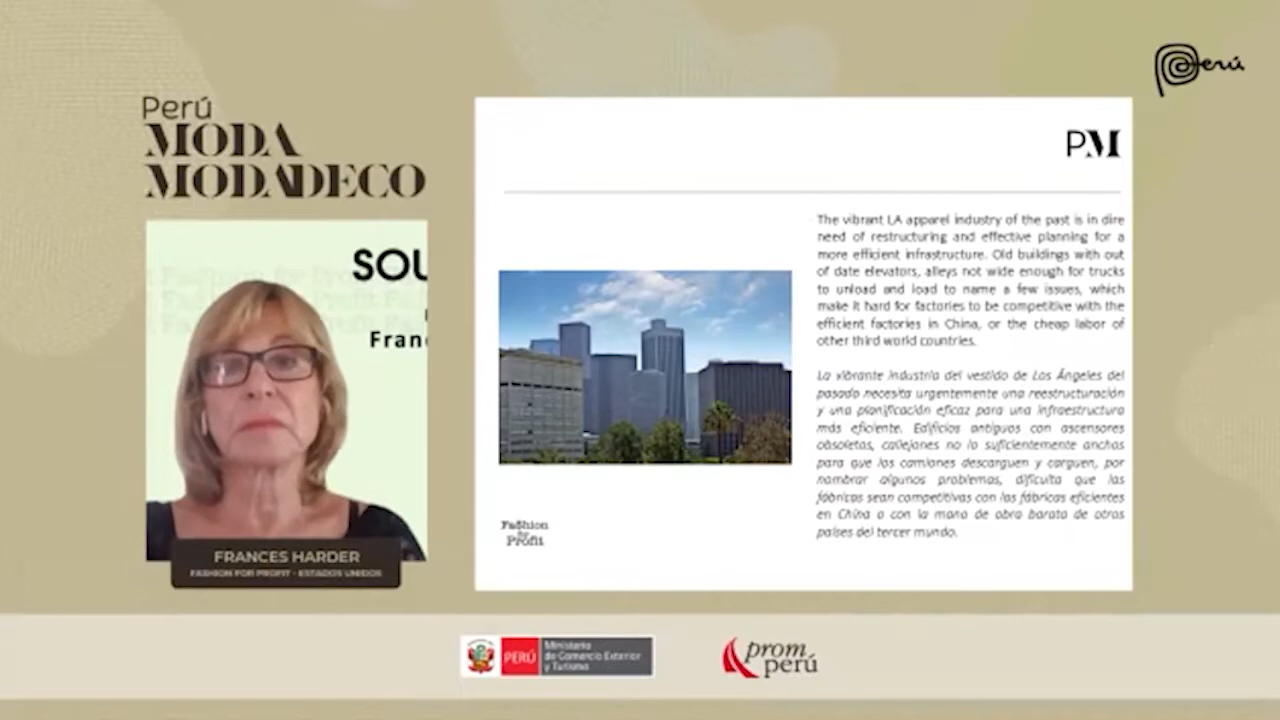 Perú
Perú
MODA
MODADECO
PM
SOU
Fran
FRANCES HARDER
FASHION FOR PROFIT - ESTADOS UNIDOS
The vibrant LA apparel industry of the past is in dire
need of restructuring and effective planning for a
more efficient infrastructure. Old buildings with out
of date elevators, alleys not wide enough for trucks
to unload and load to name a few issues, which
make it hard for factories to be competitive with the
efficient factories in China, or the cheap labor of
other third world countries.
La vibrante industria del vestido de Los Ángeles del
pasado necesita urgentemente una reestructuración
y una planificación eficaz para una infraestructura
más eficiente. Edificios antiguos con ascensores
obsoletos, callejones no lo suficientemente anchos
para que los camiones descarguen y carguen, por
nombrar algunos problemas, dificulta que las
fábricas sean competitivas con las fábricas eficientes
en China o con la mano de obra barata de otros
países del tercer mundo.
Fashion
for
Profit
PERÚ
Ministerio
de Comercio Exterior
y Turismo
prom
perú